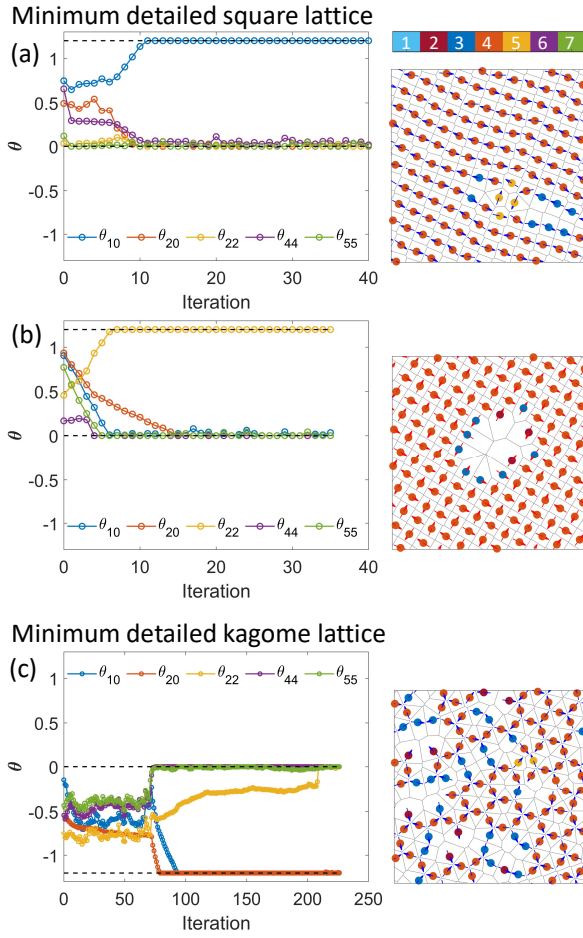 Minimum detailed square lattice
(a)
1 2 3 4 5 6 7
1
0.5
0
-0.5
-1
θ
θ10 θ20 θ22 θ44 θ55
0 10 20 30 40
Iteration
(b)
1
0.5
0
-0.5
-1
θ
θ10 θ20 θ22 θ44 θ55
0 10 20 30 40
Iteration
Minimum detailed kagome lattice
(c)
θ10 θ20 θ22 θ44 θ55
1
0.5
0
-0.5
-1
θ
0 50 100 150 200 250
Iteration